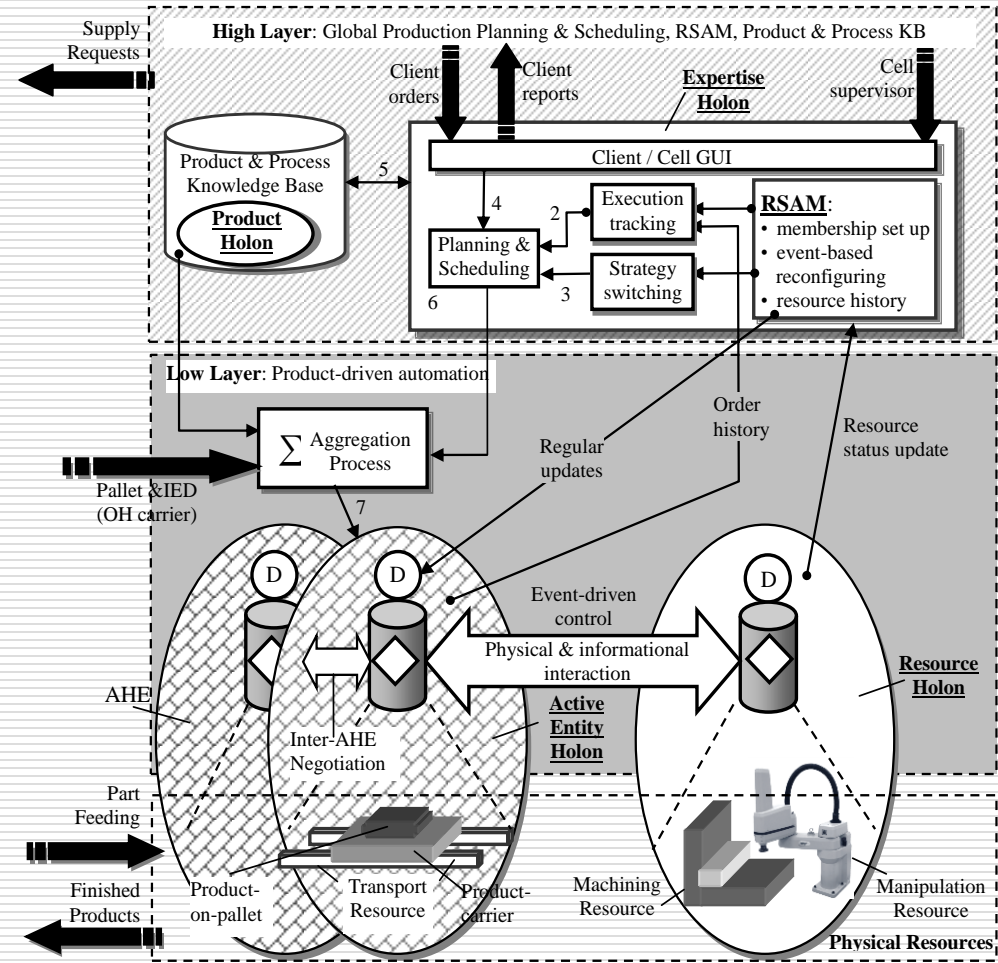 Supply
Requests
High Layer: Global Production Planning & Scheduling, RSAM, Product & Process KB
Client
orders
Client
reports
Expertise
Holon
Cell
supervisor
Client / Cell GUI
Product & Process
Knowledge Base
Product
Holon
5
4
2
Execution
tracking
Planning &
Scheduling
6
3
Strategy
switching
RSAM:
• membership set up
• event-based
reconfiguring
• resource history
Low Layer: Product-driven automation
∑ Aggregation
Process
Pallet &IED
(OH carrier)
7
Regular
updates
Order
history
Resource
status update
D
D
D
Event-driven
control
Physical & informational
interaction
AHE
Inter-AHE
Negotiation
Active
Entity
Holon
Resource
Holon
Part
Feeding
Finished
Products
Product-
on-pallet
Transport
Resource
Product-
carrier
Machining
Resource
Manipulation
Resource
Physical Resources